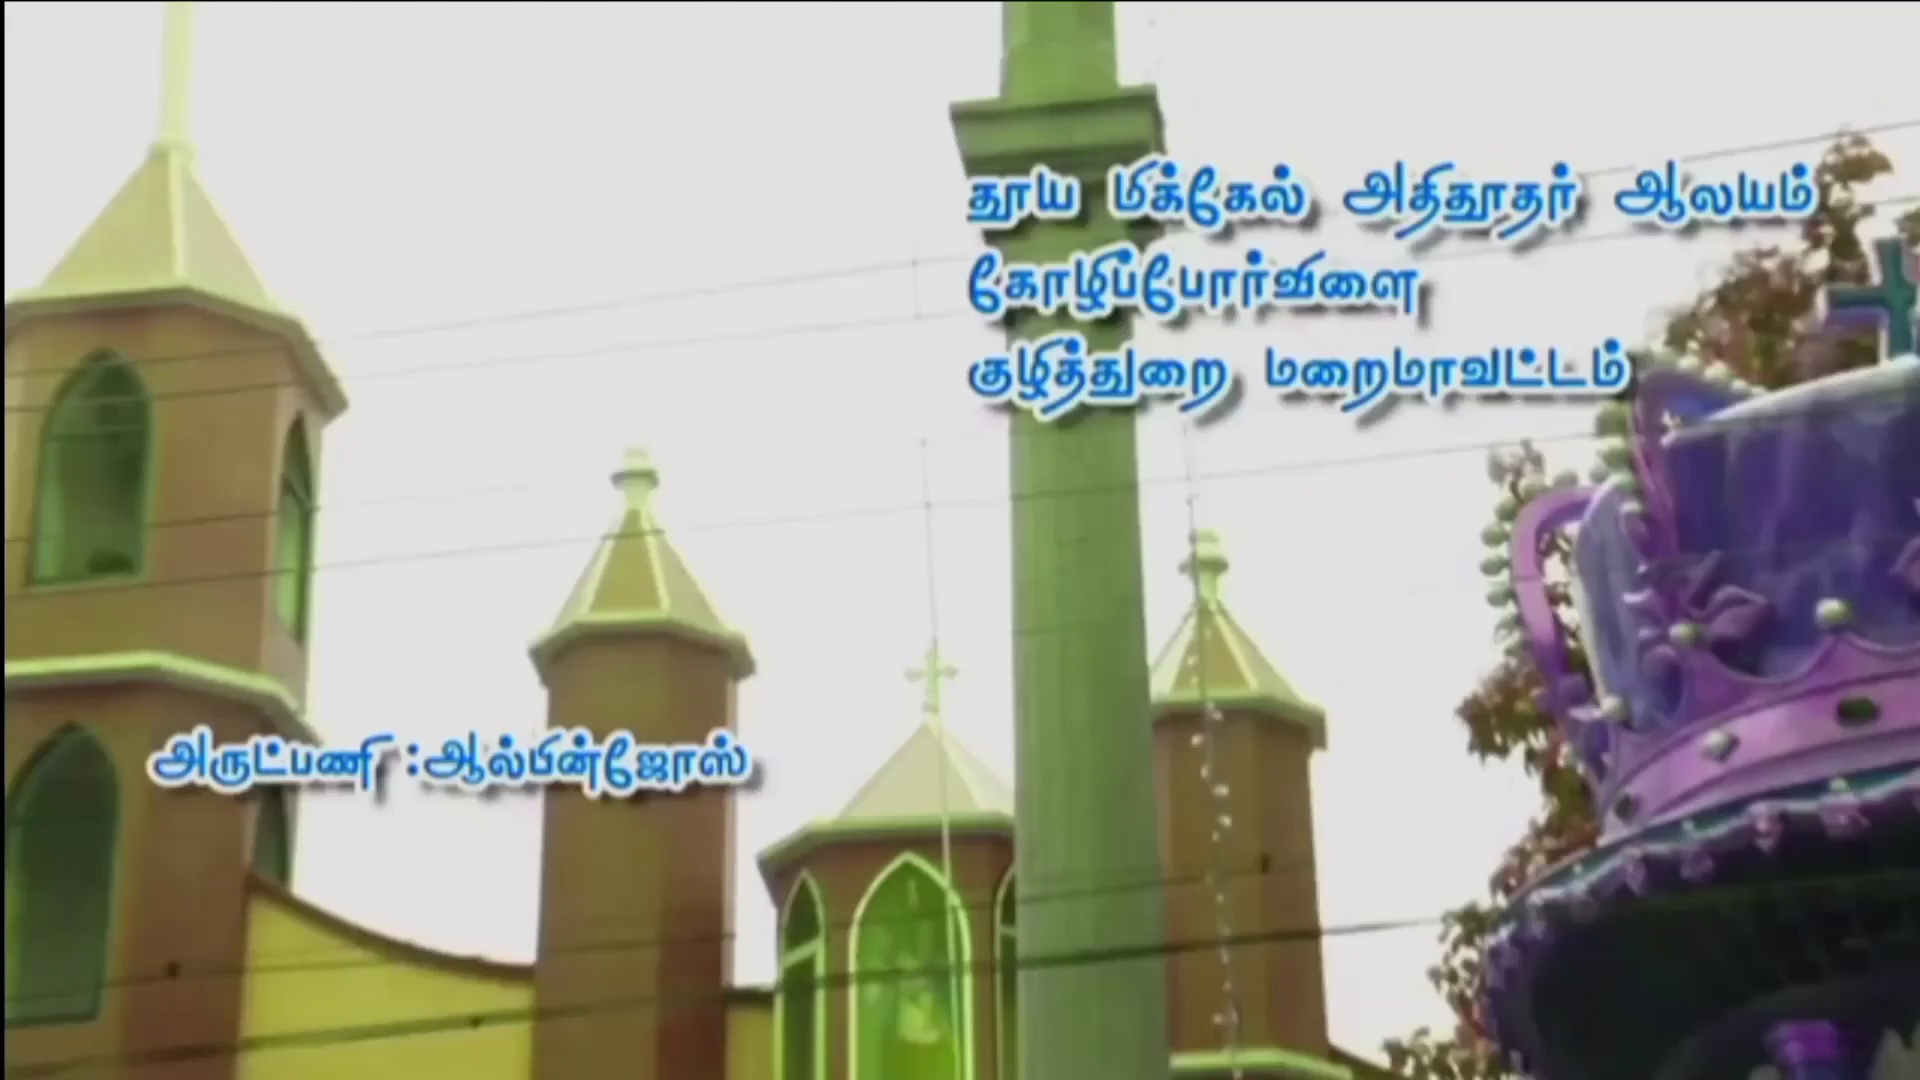 தூய மிக்கேல் அதிதூதர் ஆலயம்
கோழிப்போர்விளை
குழித்துறை மறைமாவட்டம்
அருட்பணி :ஆல்பின்ஜோஸ்